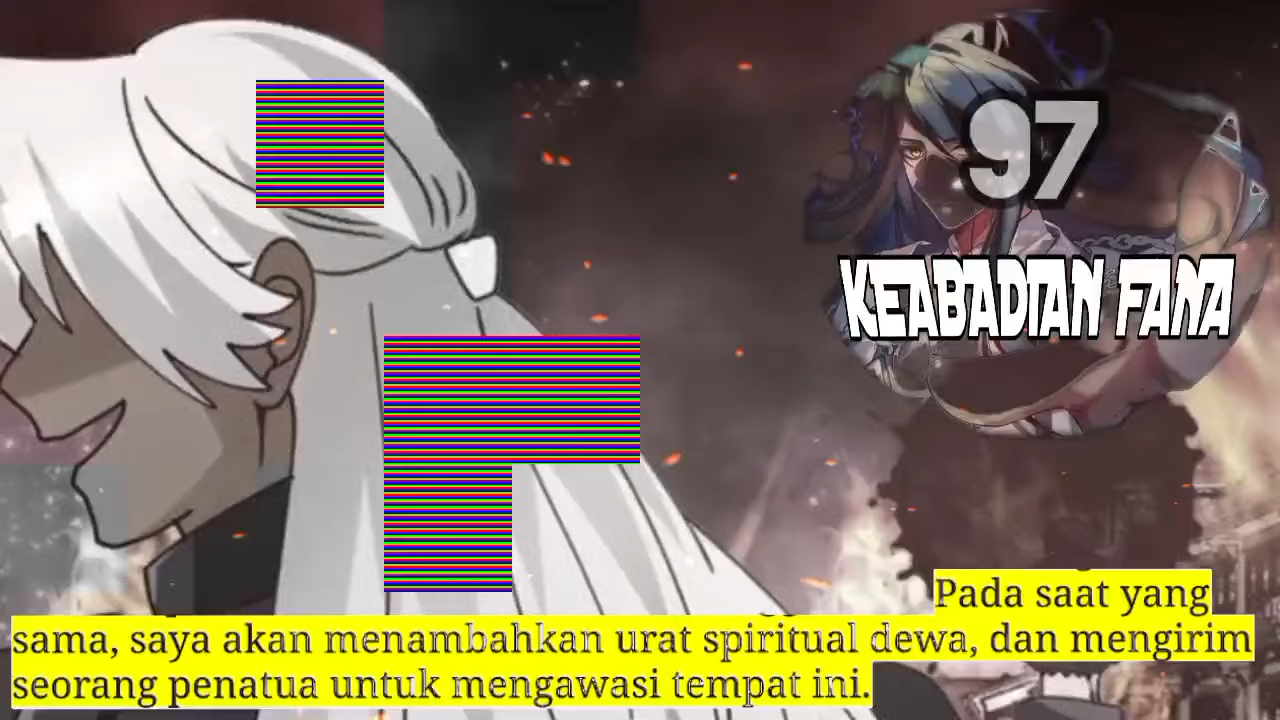 97
KEABADIAN FANA
Pada saat yang
sama, saya akan menambahkan urat spiritual dewa, dan mengirim
seorang penatua untuk mengawasi tempat ini.